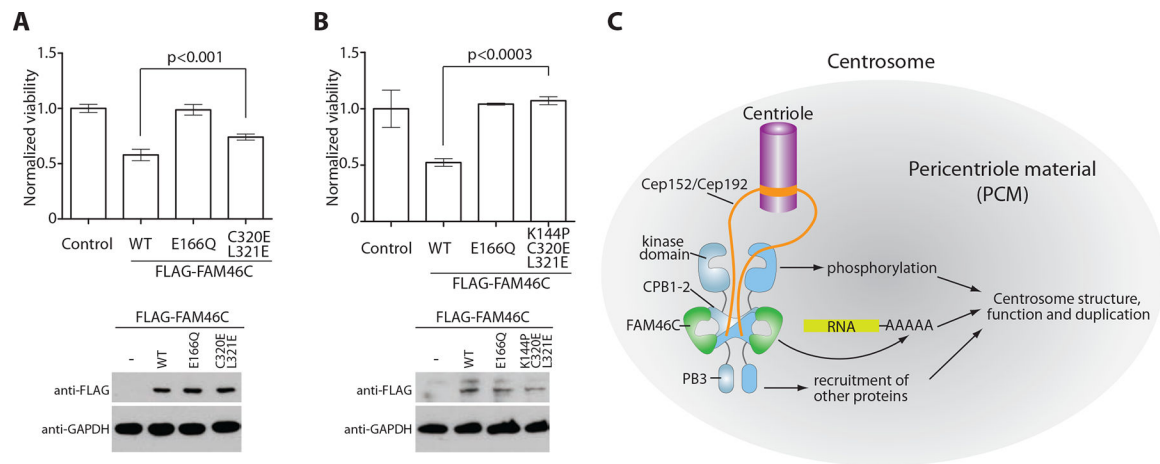 A
1.5
1.0
0.5
0
Normalized viability
p<0.001
Control
WT
E166Q
C320E
L321E
FLAG-FAM46C
FLAG-FAM46C
-
WT
E166Q
C320E
L321E
anti-FLAG
anti-GAPDH
B
1.5
1.0
0.5
0
Normalized viability
p<0.0003
Control
WT
E166Q
K144P
C320E
L321E
FLAG-FAM46C
FLAG-FAM46C
-
WT
E166Q
K144P
C320E
L321E
anti-FLAG
anti-GAPDH
C
Centrosome
Centriole
Pericentriole material
(PCM)
Cep152/Cep192
kinase
domain
phosphorylation
CPB1-2
Centrosome structure,
function and duplication
FAM46C
RNA
AAAAA
PB3
recruitment of
other proteins